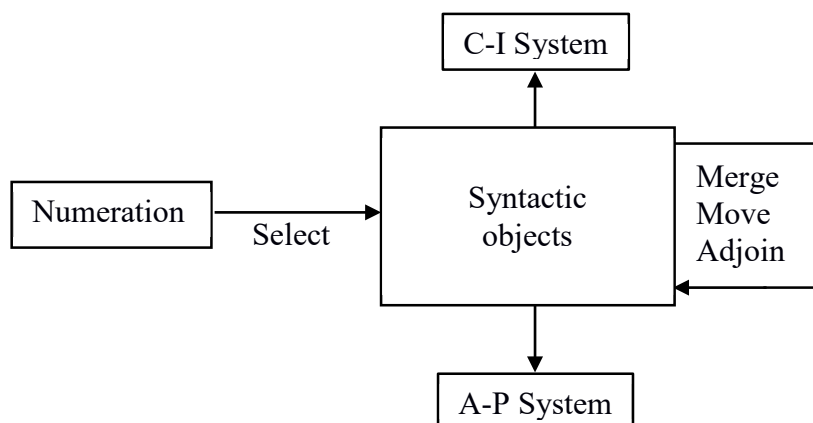 C-I System
Numeration
Select
Syntactic
objects
Merge
Move
Adjoin
A-P System